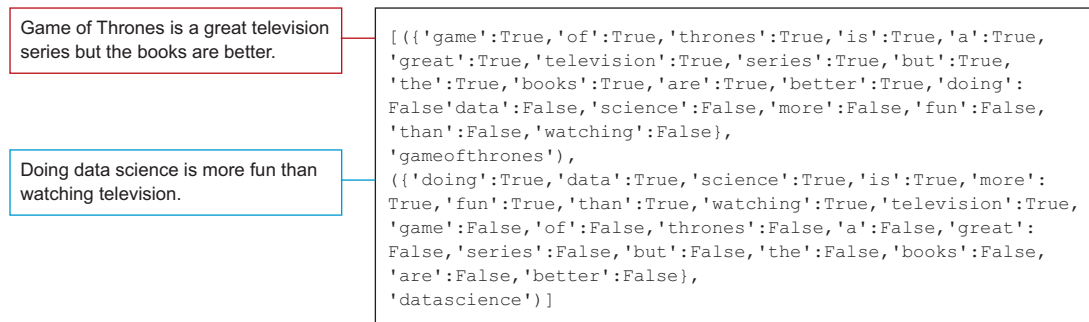 Game of Thrones is a great television
series but the books are better.
Doing data science is more fun than
watching television.
[({'game':True,'of':True,'thrones':True,'is':True,'a':True,
'great':True,'television':True,'series':True,'but':True,
'the':True,'books':True,'are':True,'better':True,'doing':
False'data':False,'science':False,'more':False,'fun':False,
'than':False,'watching':False},
'gameofthrones'),
({'doing':True,'data':True,'science':True,'is':True,'more':
True,'fun':True,'than':True,'watching':True,'television':True,
'game':False,'of':False,'thrones':False,'a':False,'great':
False,'series':False,'but':False,'the':False,'books':False,
'are':False,'better':False},
'datascience')]